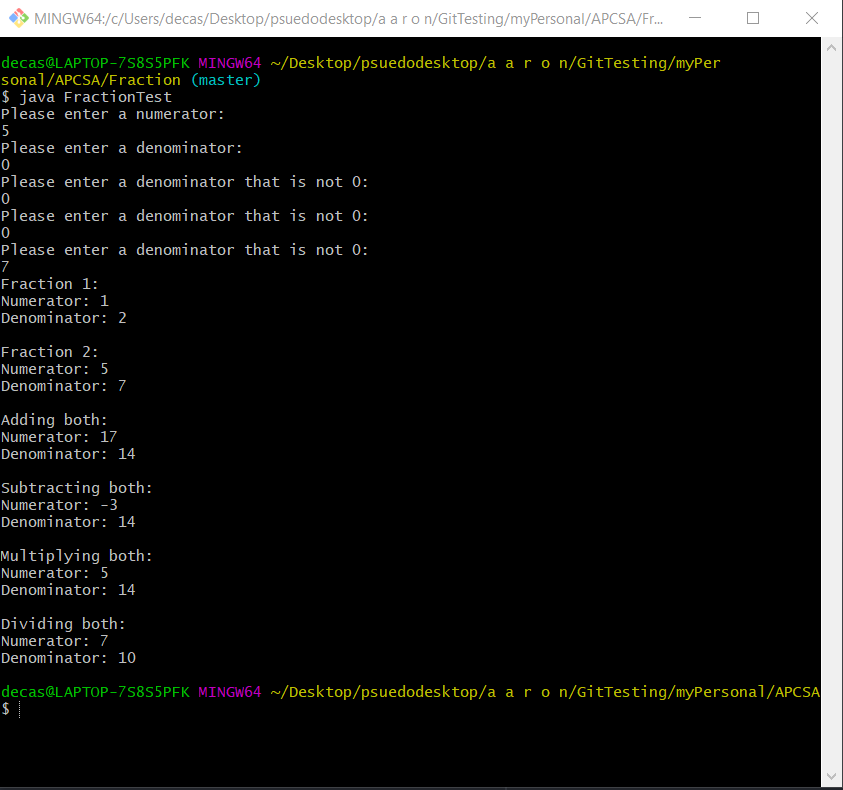 MINGW64:/c/Users/decas/Desktop/psuedodesktop/a a r o n/GitTesting/myPersonal/APCSA/Fr...
decas@LAPTOP-7S8S5PFK MINGW64 ~/Desktop/psuedodesktop/a a r o n/GitTesting/myPer
sonal/APCSA/Fraction (master)
$ java FractionTest
Please enter a numerator:
5
Please enter a denominator:
0
Please enter a denominator that is not 0:
0
Please enter a denominator that is not 0:
0
Please enter a denominator that is not 0:
7
Fraction 1:
Numerator: 1
Denominator: 2
Fraction 2:
Numerator: 5
Denominator: 7
Adding both:
Numerator: 17
Denominator: 14
Subtracting both:
Numerator: -3
Denominator: 14
Multiplying both:
Numerator: 5
Denominator: 14
Dividing both:
Numerator: 7
Denominator: 10
decas@LAPTOP-7S8S5PFK MINGW64 ~/Desktop/psuedodesktop/a a r o n/GitTesting/myPersonal/APCSA
$